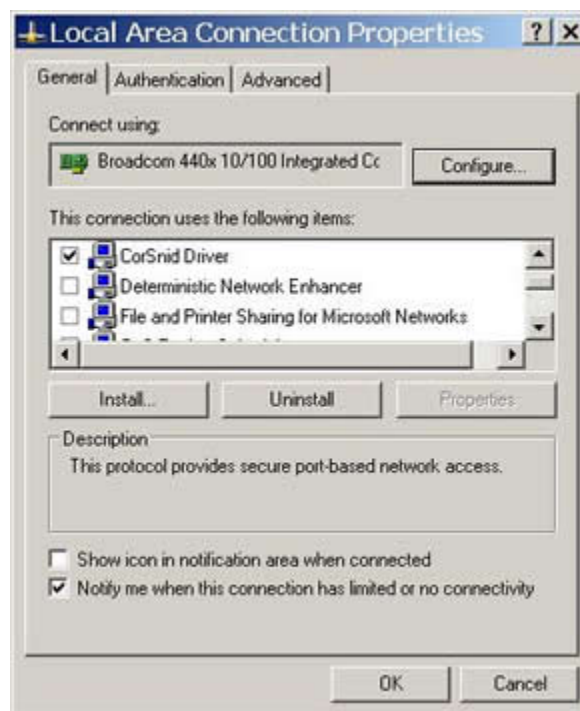 Local Area Connection Properties
General Authentication Advanced
Connect using:
Broadcom 440x 10/100 Integrated Cc Configure...
This connection uses the following items:
CorSnid Driver
Deterministic Network Enhancer
File and Printer Sharing for Microsoft Networks
Install... Uninstall Properties
Description
This protocol provides secure port-based network access.
Show icon in notification area when connected
Notify me when this connection has limited or no connectivity
OK Cancel